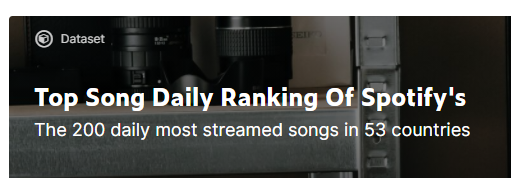 Dataset
Top Song Daily Ranking Of Spotify's
The 200 daily most streamed songs in 53 countries